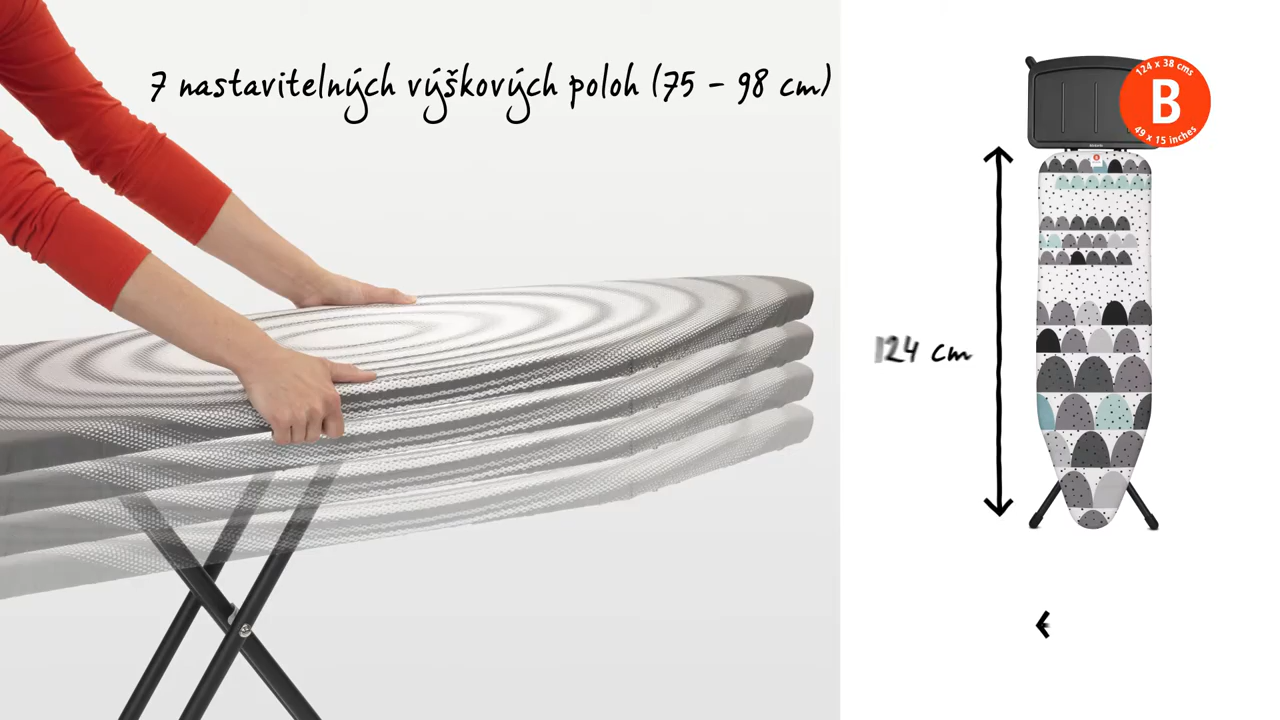 7 nastavitelných výškových poloh (75 – 98 cm)
124 x 38 cms
B
49 x 15 inches
124 cm